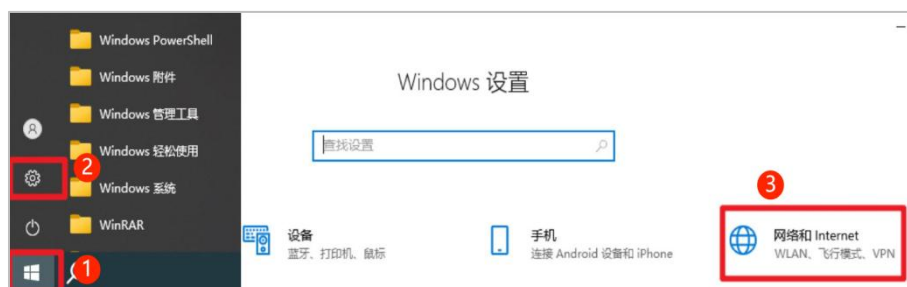 Windows PowerShell
Windows 附件
Windows 管理工具
Windows 轻松使用
Windows 系统
WinRAR
2
1
Windows 设置
查找设置
3
设备
蓝牙、打印机、鼠标
手机
连接 Android 设备和 iPhone
网络和 Internet
WLAN、飞行模式、VPN